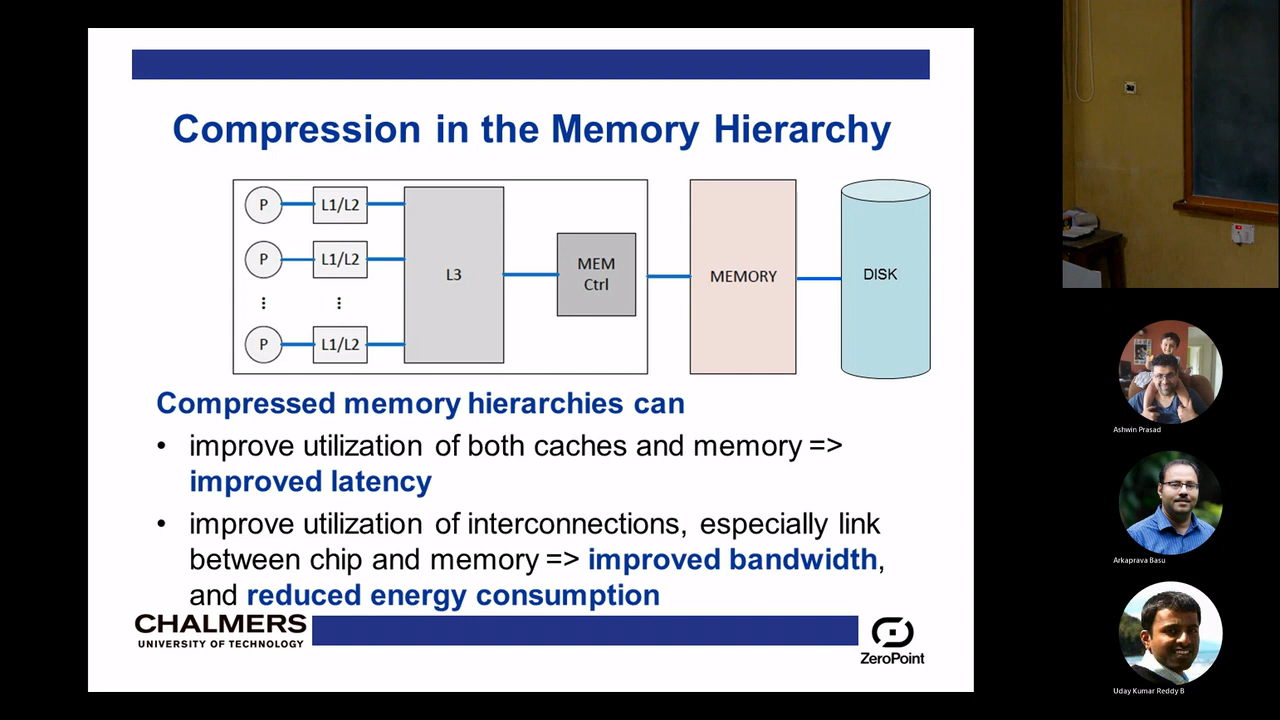 Compression in the Memory Hierarchy
P L1/L2
P L1/L2
⋮ ⋮
P L1/L2
L3
MEM
Ctrl
MEMORY
DISK
Compressed memory hierarchies can
• improve utilization of both caches and memory =>
improved latency
• improve utilization of interconnections, especially link
between chip and memory => improved bandwidth,
and reduced energy consumption
CHALMERS
UNIVERSITY OF TECHNOLOGY
ZeroPoint
Ashwin Prasad
Arkaprava Basu
Uday Kumar Reddy B